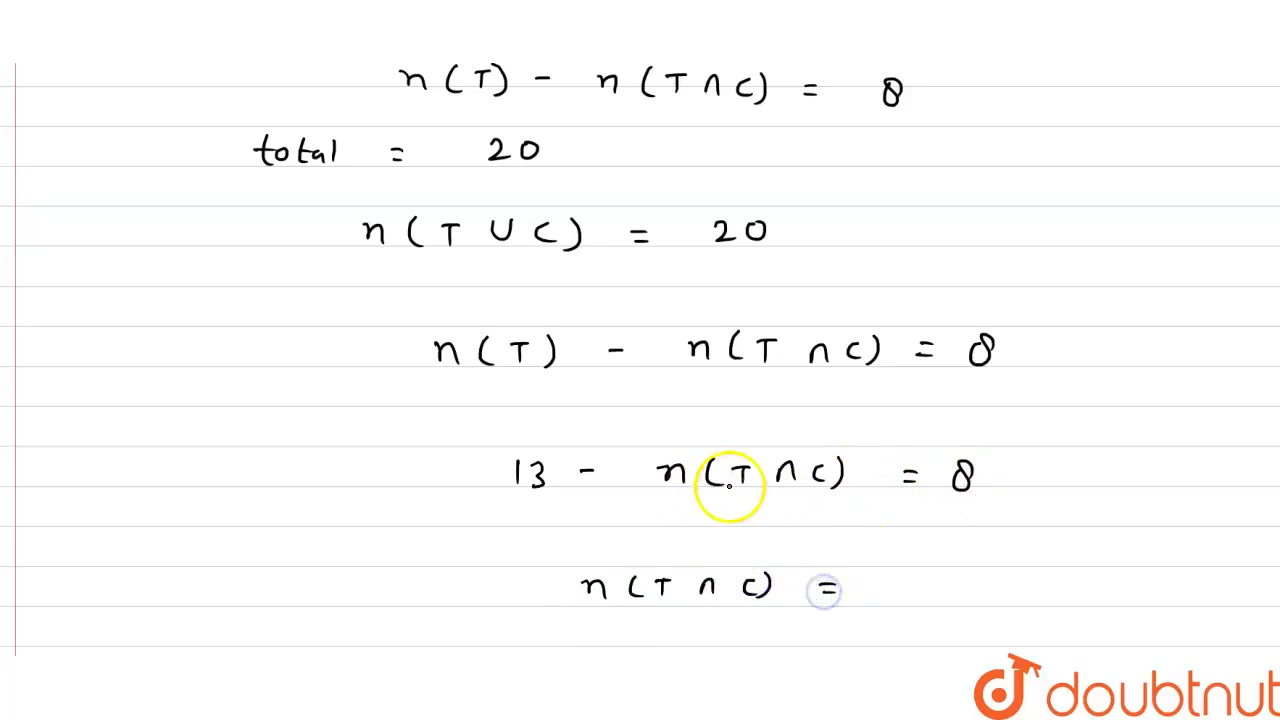 n(T) - n(T ∩ C) = 8
total = 20
n(T ∪ C) = 20
n(T) - n(T ∩ C) = 8
13 - n(T ∩ C) = 8
n(T ∩ C) =
doubtnut